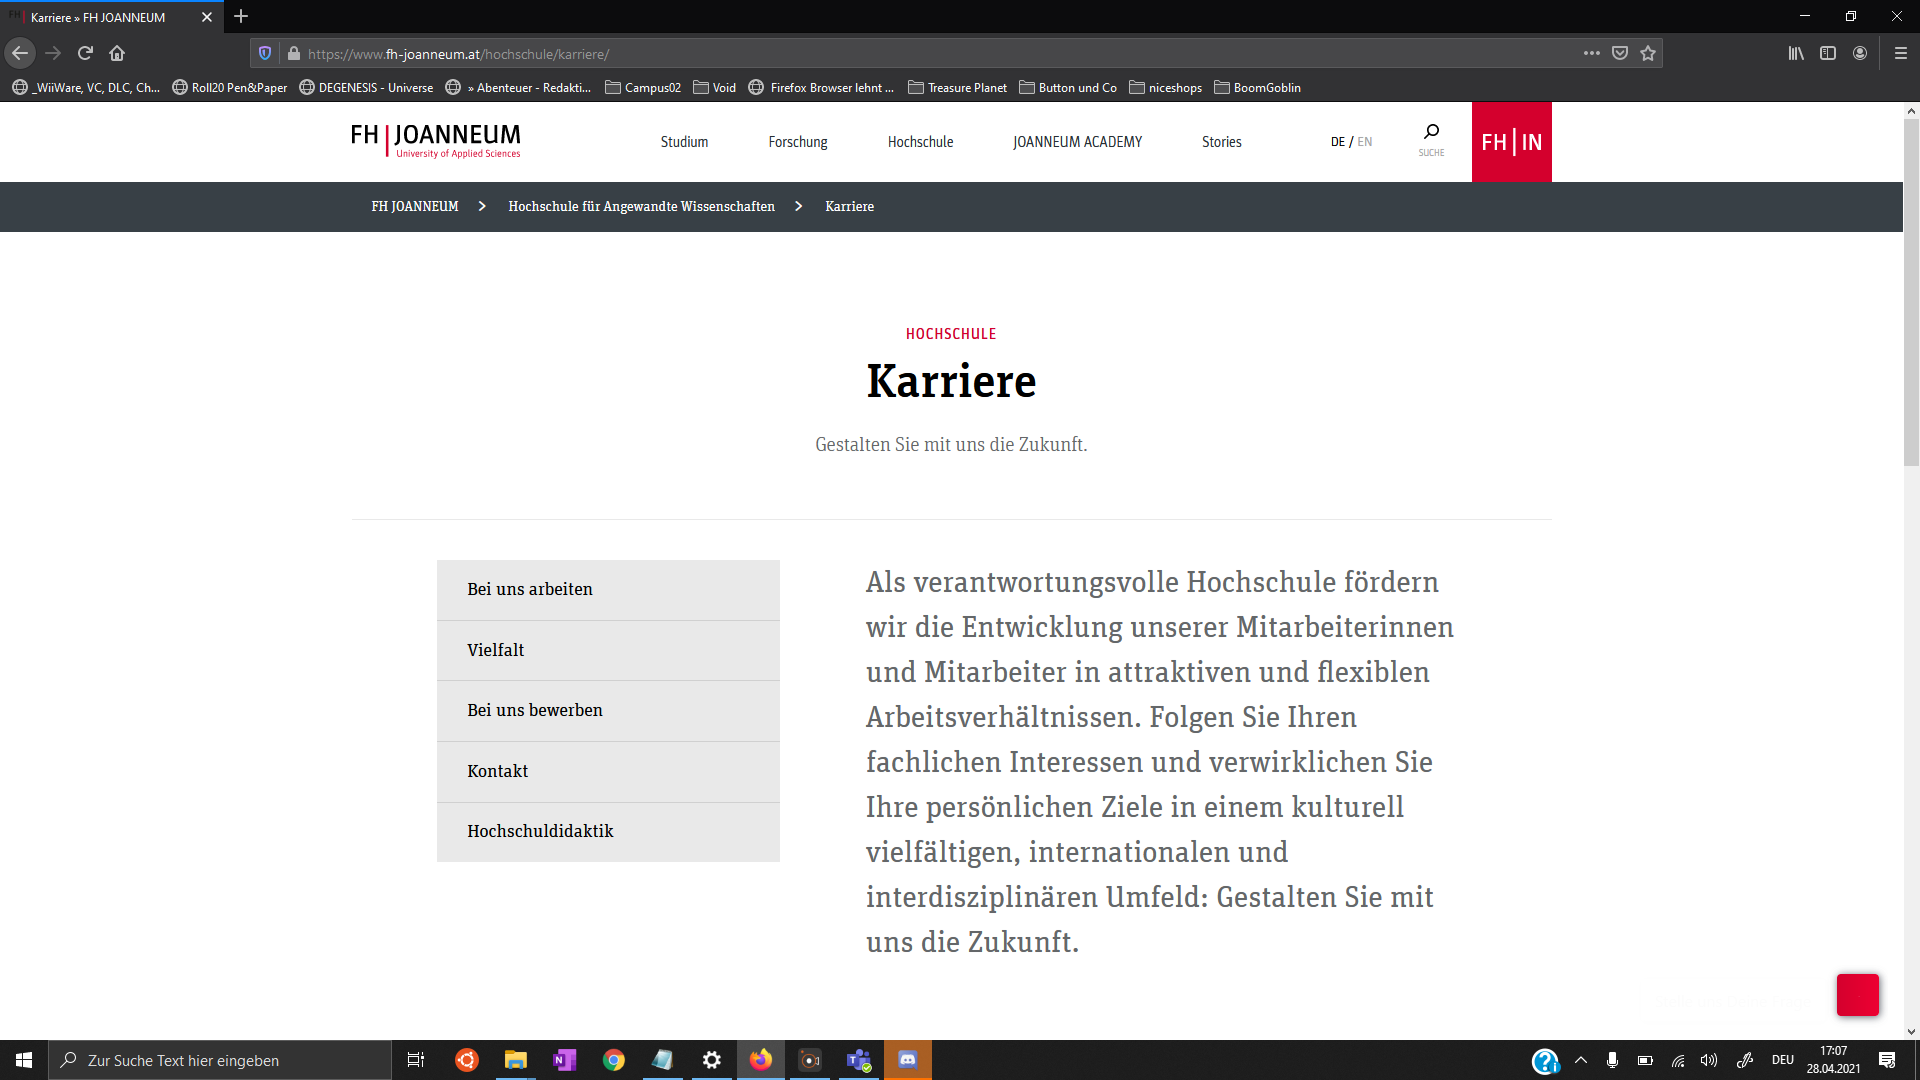 Karriere » FH JOANNEUM
https://www.fh-joanneum.at/hochschule/karriere/
_WiiWare, VC, DLC, Ch... Roll20 Pen&Paper DEGENESIS - Universe » Abenteuer - Redakti... Campus02 Void Firefox Browser lehnt ... Treasure Planet Button und Co niceshops BoomGoblin
FH JOANNEUM
University of Applied Sciences
Studium Forschung Hochschule JOANNEUM ACADEMY Stories DE / EN SUCHE FH IN
FH JOANNEUM > Hochschule für Angewandte Wissenschaften > Karriere
HOCHSCHULE
Karriere
Gestalten Sie mit uns die Zukunft.
Bei uns arbeiten
Vielfalt
Bei uns bewerben
Kontakt
Hochschuldidaktik
Als verantwortungsvolle Hochschule fördern
wir die Entwicklung unserer Mitarbeiterinnen
und Mitarbeiter in attraktiven und flexiblen
Arbeitsverhältnissen. Folgen Sie Ihren
fachlichen Interessen und verwirklichen Sie
Ihre persönlichen Ziele in einem kulturell
vielfältigen, internationalen und
interdisziplinären Umfeld: Gestalten Sie mit
uns die Zukunft.
Zur Suche Text hier eingeben
DEU
17:07
28.04.2021